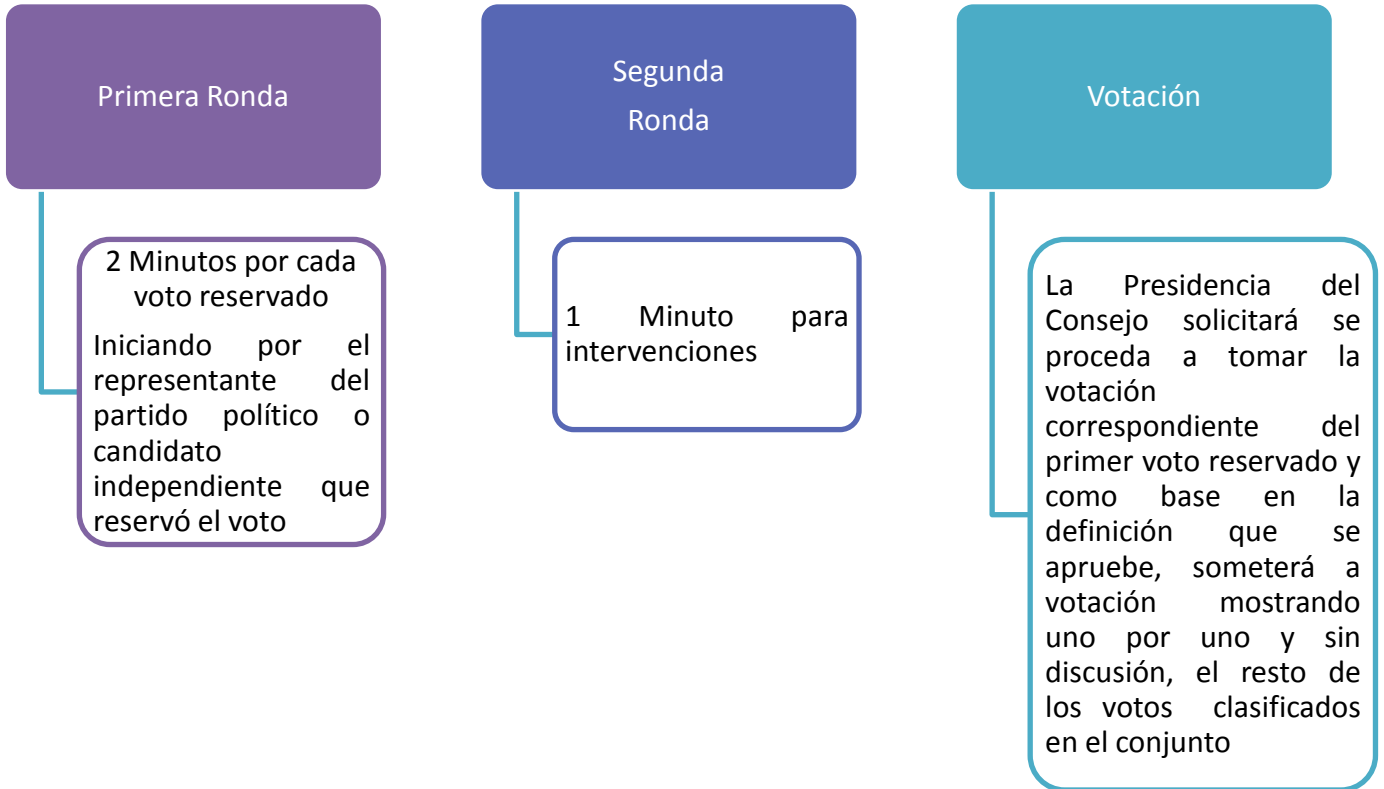 Primera Ronda
2 Minutos por cada
voto reservado
Iniciando por el
representante del
partido político o
candidato
independiente que
reservó el voto
Segunda
Ronda
1 Minuto para
intervenciones
Votación
La Presidencia del
Consejo solicitará se
proceda a tomar la
votación
correspondiente del
primer voto reservado y
como base en la
definición que se
apruebe, someterá a
votación mostrando
uno por uno y sin
discusión, el resto de
los votos clasificados
en el conjunto